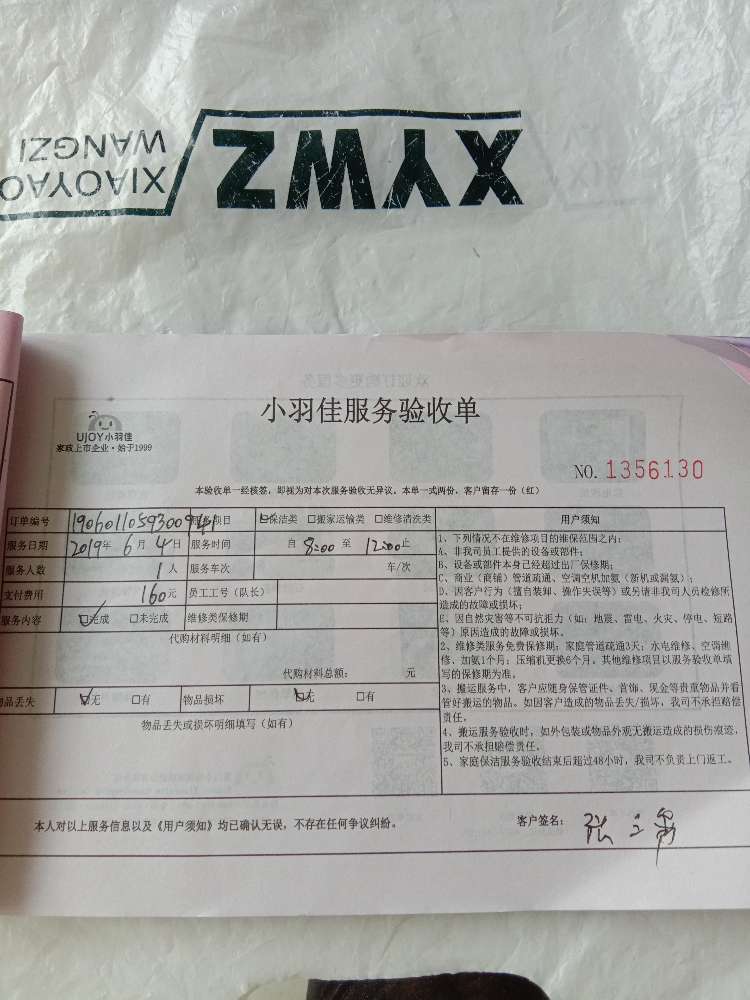 XYWZ
XIAOYAO
WANGZI
小羽佳服务验收单
UJOY小羽佳
家政上市企业·始于1999
NO. 1356130
本验收单一经核签，即视为对本次服务验收无异议。本单一式两份，客户留存一份（红）
订单编号 服务项目 ☑保洁类 □搬家运输类 □维修清洗类 用户须知
服务日期 2019年 6月 4日 服务时间 自 8:00 至 12:00止
服务人数 1人 服务车次 车/次
支付费用 160元 员工工号（队长）
服务内容 ☑完成 □未完成 维修类保修期
代购材料明细（如有）
代购材料总额： 元
物品丢失 ☑无 □有 物品损坏 ☑无 □有
物品丢失或损坏明细填写（如有）
1、下列情况不在维修项目的维保范围之内：
A、非我司员工提供的设备或部件；
B、设备或部件本身已经超过出厂保修期；
C、商业（商铺）管道疏通、空调空机加氨（新机或漏氨）；
D、因客户行为（擅自装卸、操作失误等）或另请非我司人员检修所
造成的故障或损坏；
E、因自然灾害等不可抗拒力（如：地震、雷电、火灾、停电、短路
等）原因造成的故障或损坏。
2、维修类服务免费保修期：家庭管道疏通3天；水电维修、空调维
修、加氨1个月；压缩机更换6个月。其他维修项目以服务验收单填
写的保修期为准。
3、搬运服务中，客户应随身保管证件、首饰、现金等贵重物品并看
管好搬运的物品。如因客户造成的物品丢失/损坏，我司不承担赔偿
责任。
4、搬运服务验收时，如外包装或物品外观无搬运造成的损伤痕迹，
我司不承担赔偿责任。
5、家庭保洁服务验收结束后超过48小时，我司不负责上门返工。
本人对以上服务信息以及《用户须知》均已确认无误，不存在任何争议纠纷。
客户签名： 张